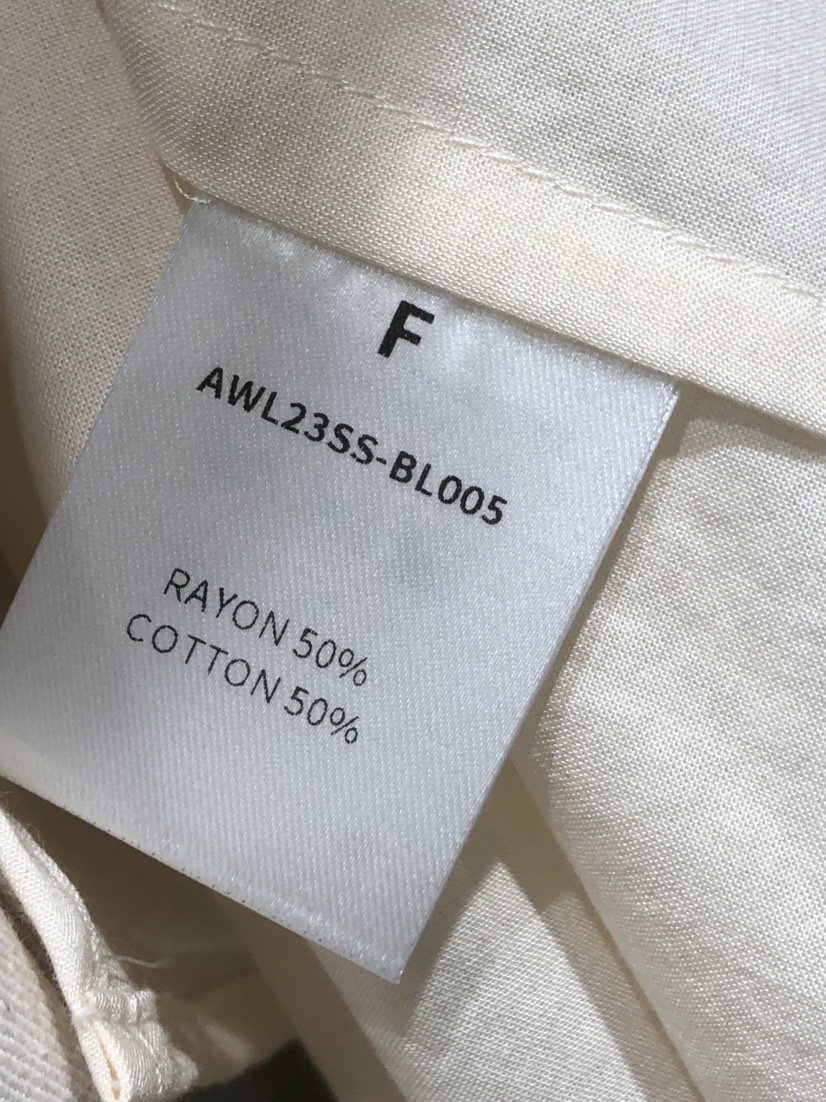 F
AWL23SS-BL005
RAYON 50%
COTTON 50%